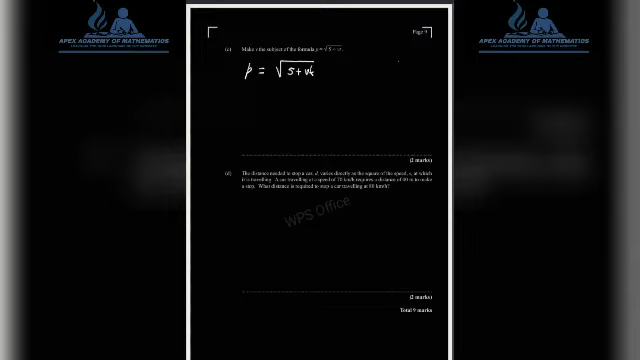 APEX ACADEMY OF MATHEMATICS
APEX ACADEMY OF MATHEMATICS
Page 9
(c) Make v the subject of the formula p = √5 + vt.
p = √5 + vt
(2 marks)
(d) The distance needed to stop a car, d varies directly as the square of the speed, s, at which
it is travelling. A car travelling at a speed of 70 km/h requires a distance of 40 m to make
a stop. What distance is required to stop a car travelling at 80 km/h?
WPS Office
(2 marks)
Total 9 marks